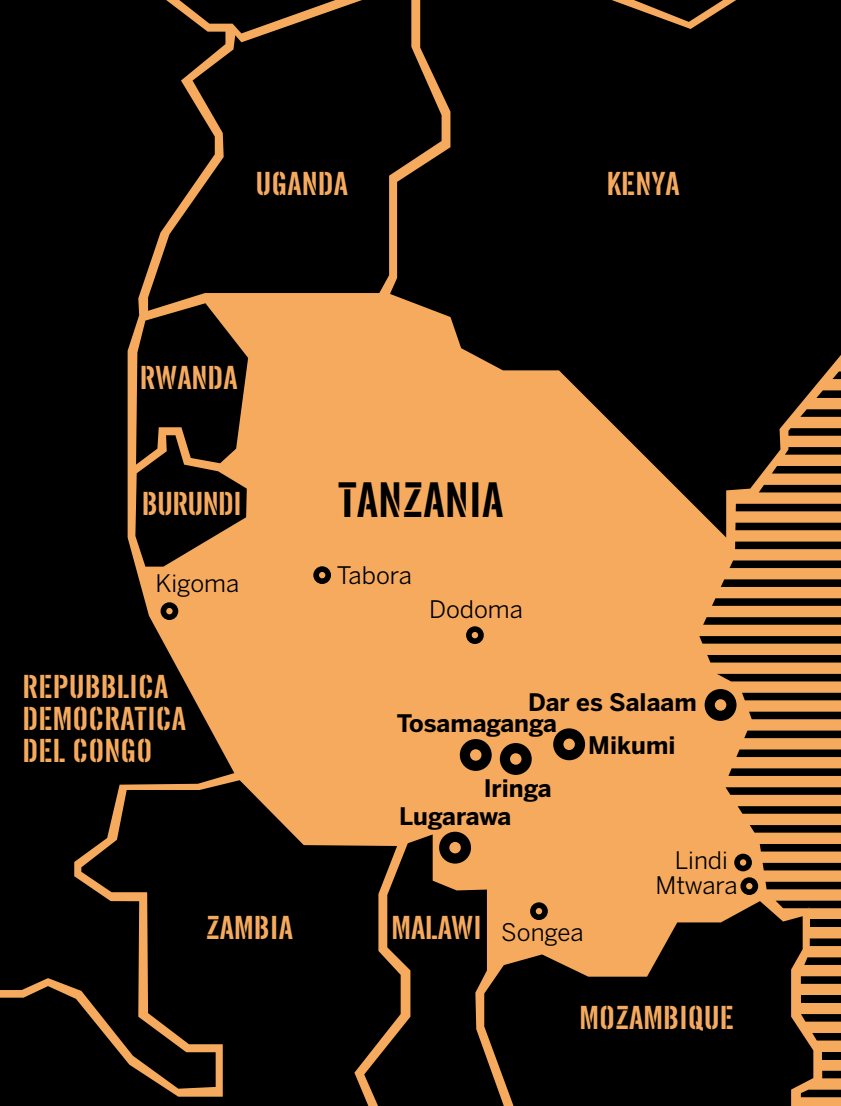 UGANDA
KENYA
RWANDA
TANZANIA
BURUNDI
Tabora
Kigoma
Dodoma
REPUBBLICA
DEMOCRATICA
DEL CONGO
Dar es Salaam
Tosamaganga
Mikumi
Iringa
Lugarawa
Lindi
Mtwara
ZAMBIA
MALAWI
Songea
MOZAMBIQUE